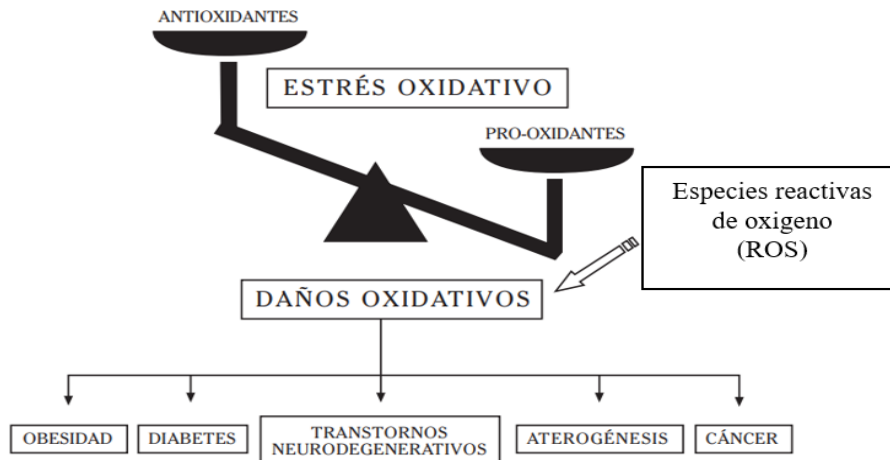 ANTIOXIDANTES
ESTRÉS OXIDATIVO
PRO-OXIDANTES
Especies reactivas
de oxigeno
(ROS)
DAÑOS OXIDATIVOS
OBESIDAD
DIABETES
TRANSTORNOS
NEURODEGENERATIVOS
ATEROGÉNESIS
CÁNCER